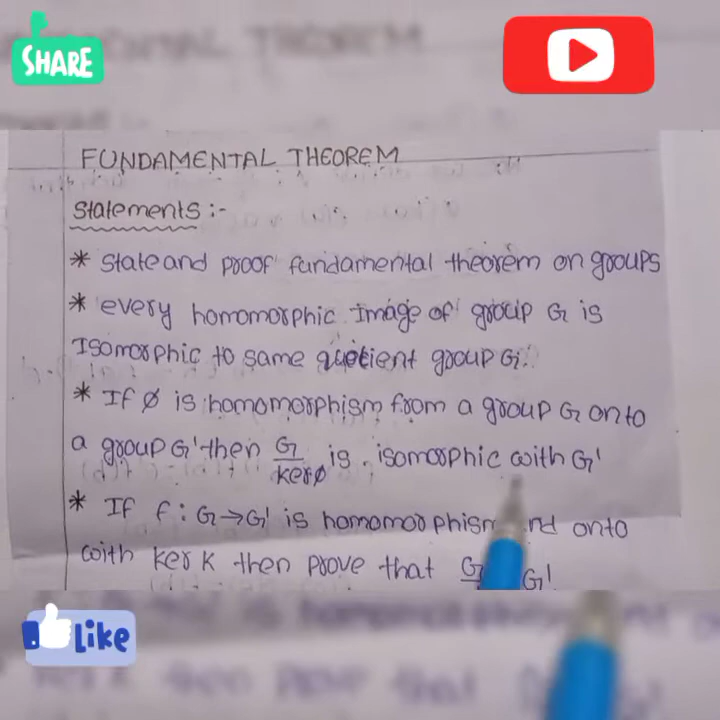 SHARE
FUNDAMENTAL THEOREM
Statements :-
* State and proof fundamental theorem on groups
* every homomorphic Image of group G is
Isomorphic to same quotient group G.
* If ø is homomorphism from a group G onto
a group G' then G/kerø is isomorphic with G'
* If f : G→G' is homomorphism onto
with ker K then prove that G G'
Like